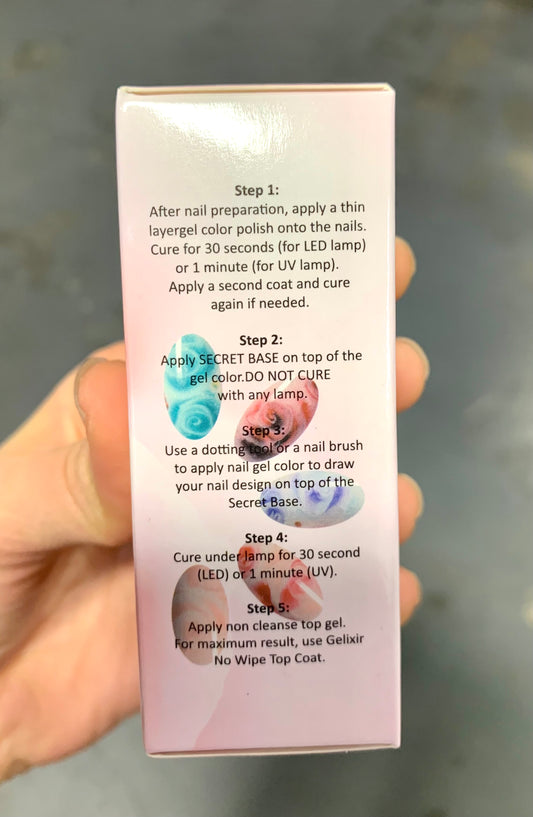 Step 1:
After nail preparation, apply a thin
layergel color polish onto the nails.
Cure for 30 seconds (for LED lamp)
or 1 minute (for UV lamp).
Apply a second coat and cure
again if needed.
Step 2:
Apply SECRET BASE on top of the
gel color.DO NOT CURE
with any lamp.
Step 3:
Use a dotting tool or a nail brush
to apply nail gel color to draw
your nail design on top of the
Secret Base.
Step 4:
Cure under lamp for 30 second
(LED) or 1 minute (UV).
Step 5:
Apply non cleanse top gel.
For maximum result, use Gelixir
No Wipe Top Coat.